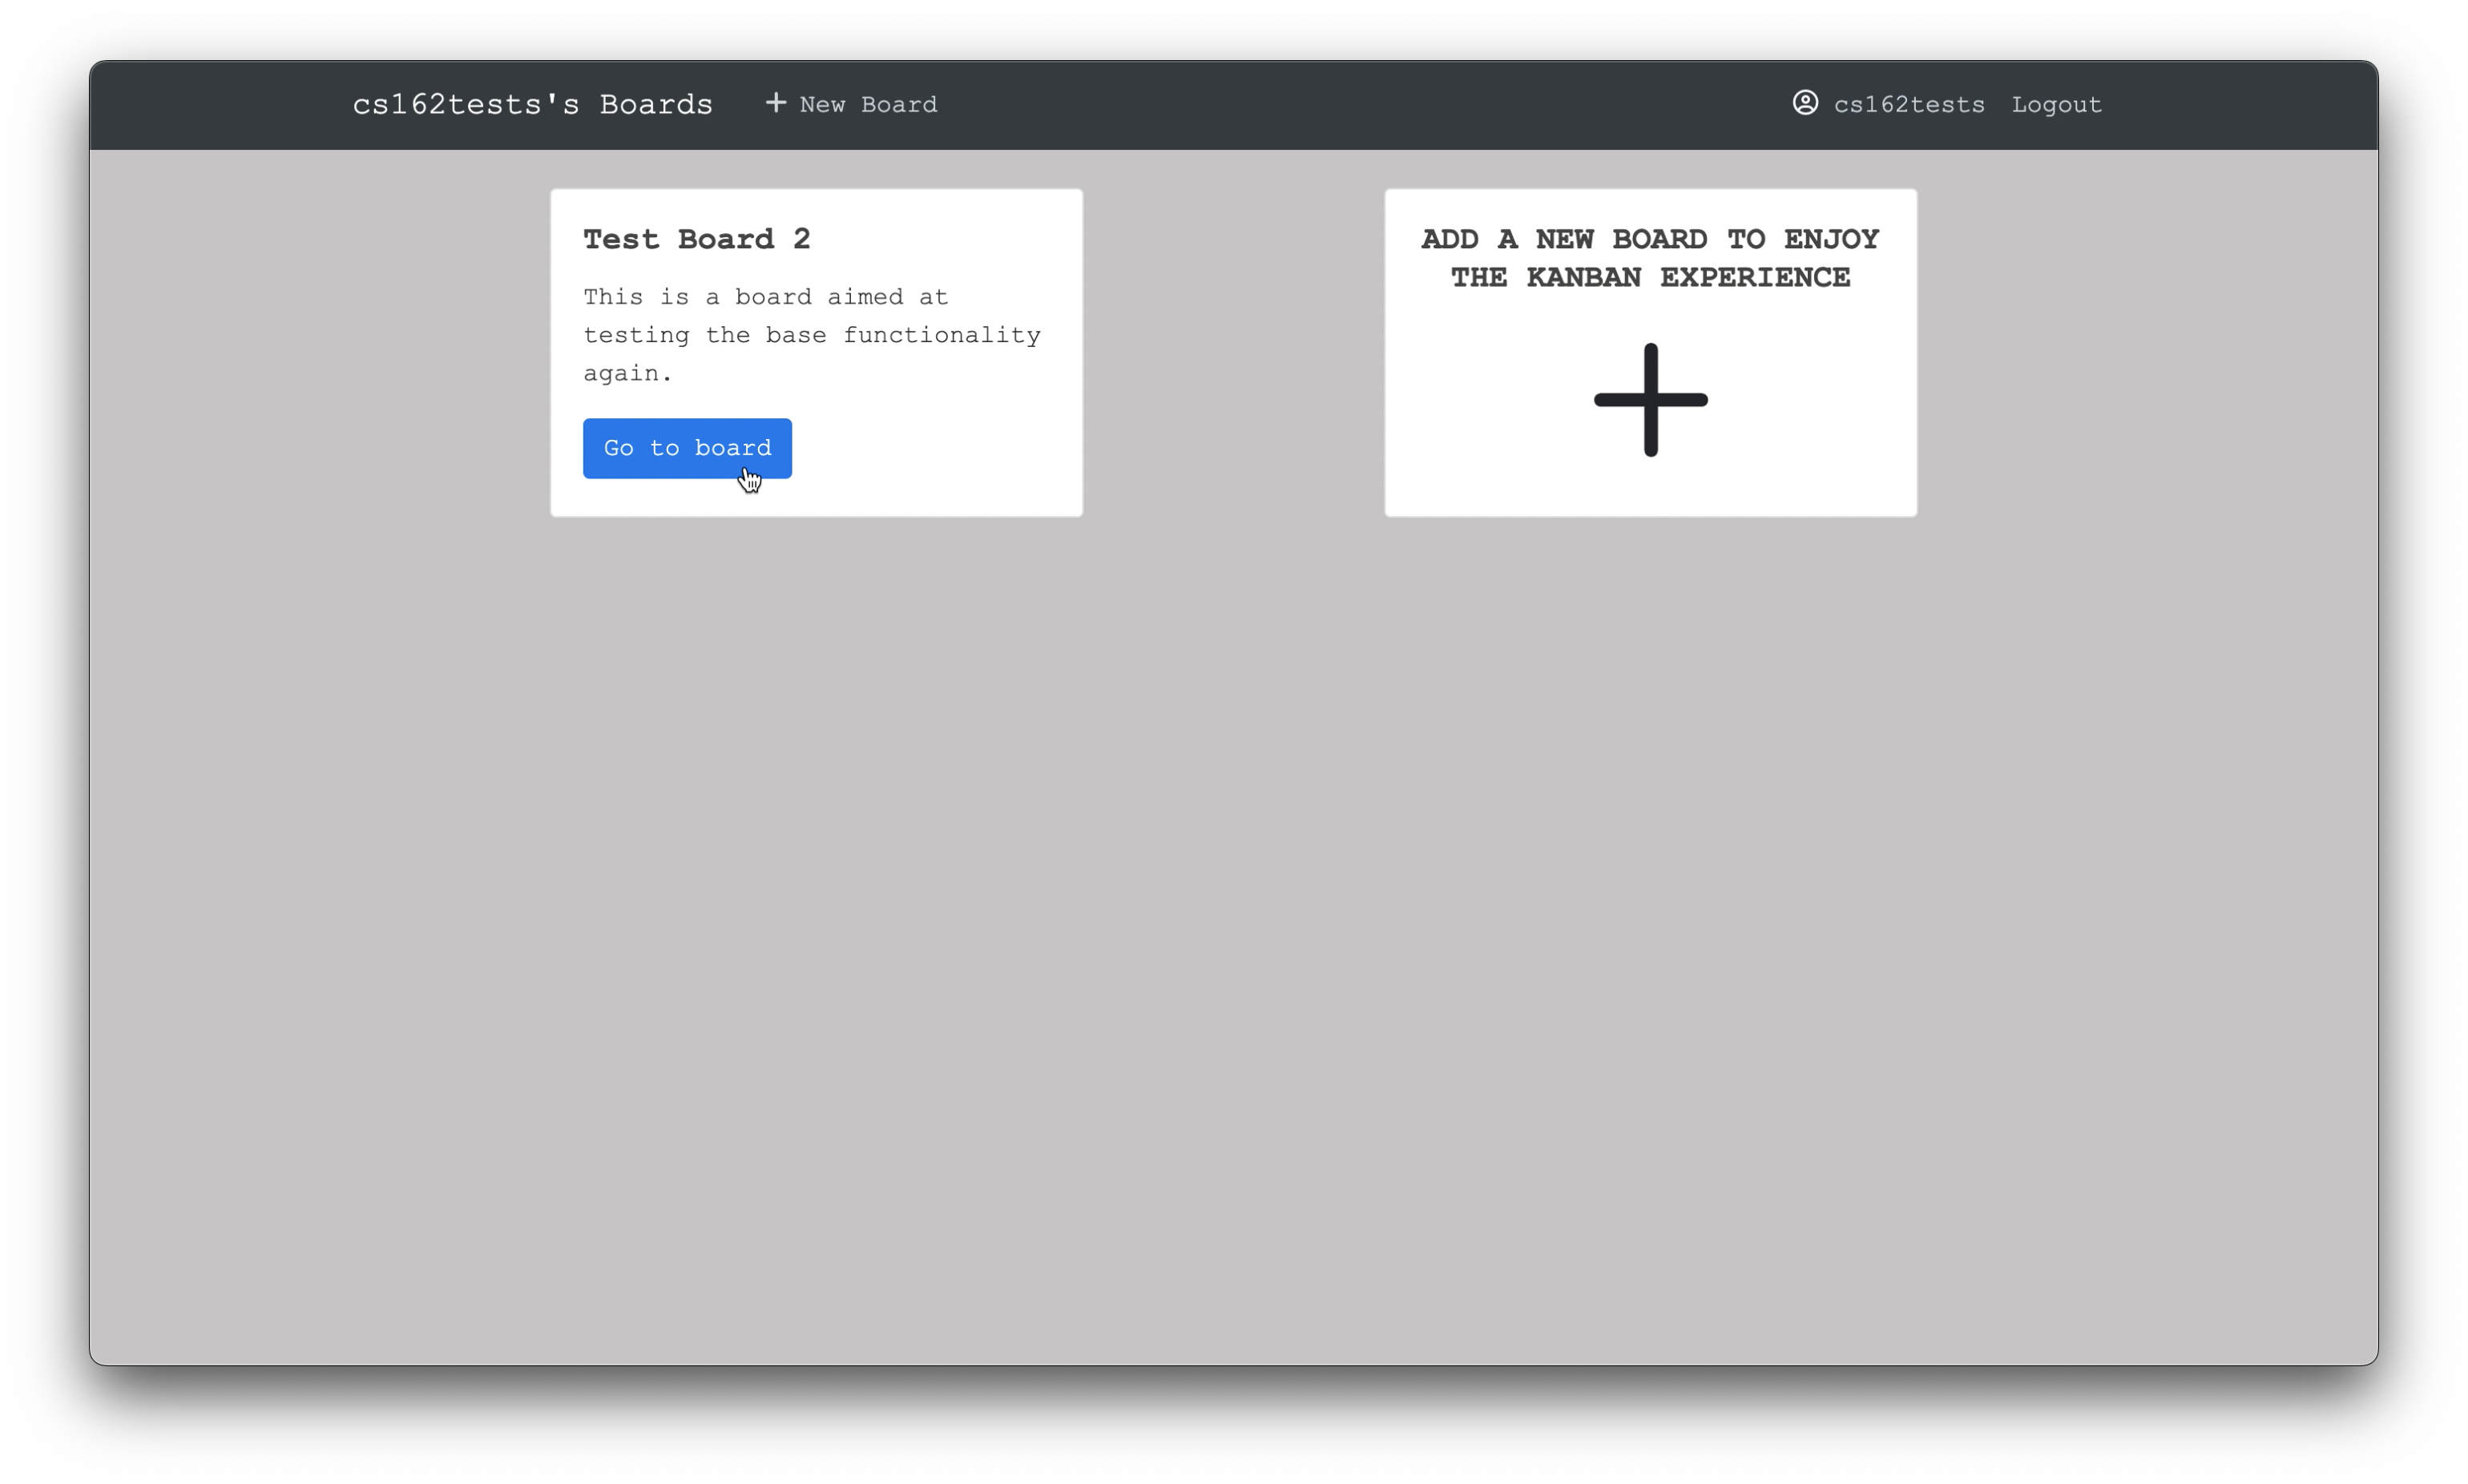 cs162tests's Boards New Board cs162tests Logout
Test Board 2
This is a board aimed at
testing the base functionality
again.
Go to board
ADD A NEW BOARD TO ENJOY
THE KANBAN EXPERIENCE